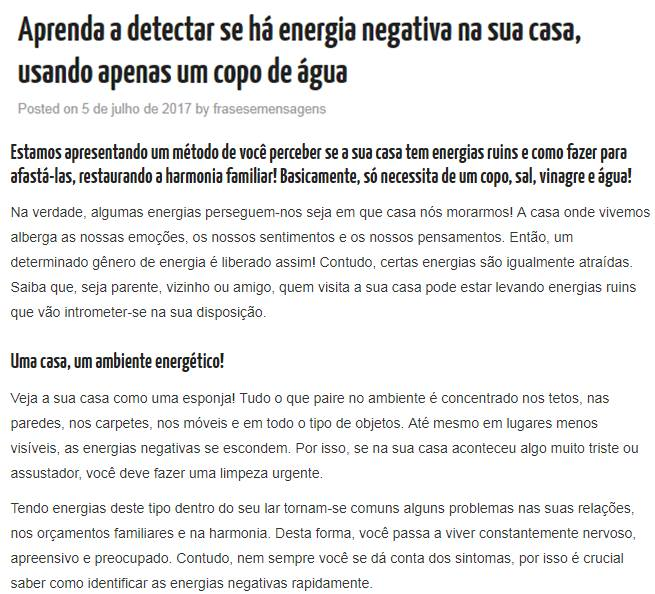 Aprenda a detectar se há energia negativa na sua casa,
usando apenas um copo de água
Posted on 5 de julho de 2017 by frasesemensagens
Estamos apresentando um método de você perceber se a sua casa tem energias ruins e como fazer para
afastá-las, restaurando a harmonia familiar! Basicamente, só necessita de um copo, sal, vinagre e água!
Na verdade, algumas energias perseguem-nos seja em que casa nós morarmos! A casa onde vivemos
alberga as nossas emoções, os nossos sentimentos e os nossos pensamentos. Então, um
determinado gênero de energia é liberado assim! Contudo, certas energias são igualmente atraídas.
Saiba que, seja parente, vizinho ou amigo, quem visita a sua casa pode estar levando energias ruins
que vão intrometer-se na sua disposição.
Uma casa, um ambiente energético!
Veja a sua casa como uma esponja! Tudo o que paire no ambiente é concentrado nos tetos, nas
paredes, nos carpetes, nos móveis e em todo o tipo de objetos. Até mesmo em lugares menos
visíveis, as energias negativas se escondem. Por isso, se na sua casa aconteceu algo muito triste ou
assustador, você deve fazer uma limpeza urgente.
Tendo energias deste tipo dentro do seu lar tornam-se comuns alguns problemas nas suas relações,
nos orçamentos familiares e na harmonia. Desta forma, você passa a viver constantemente nervoso,
apreensivo e preocupado. Contudo, nem sempre você se dá conta dos sintomas, por isso é crucial
saber como identificar as energias negativas rapidamente.